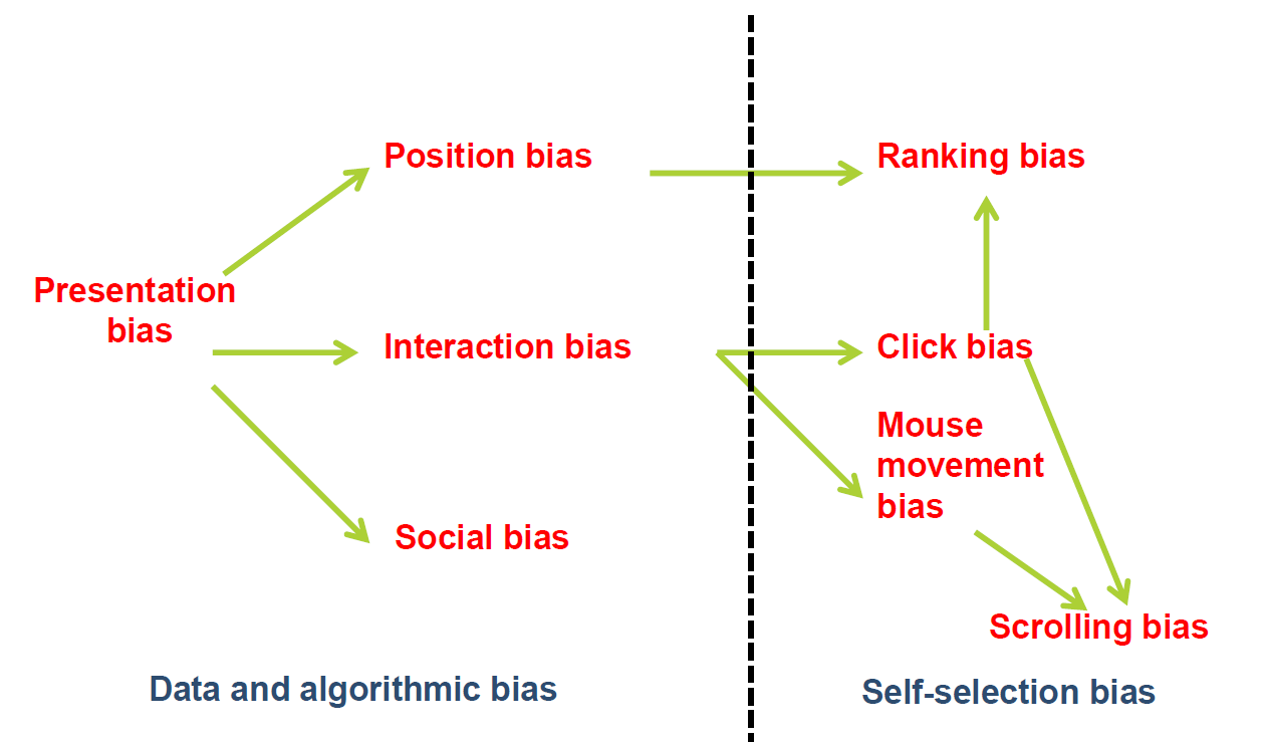 Position bias
Ranking bias
Presentation
bias
Interaction bias
Click bias
Mouse
movement
bias
Social bias
Scrolling bias
Data and algorithmic bias
Self-selection bias